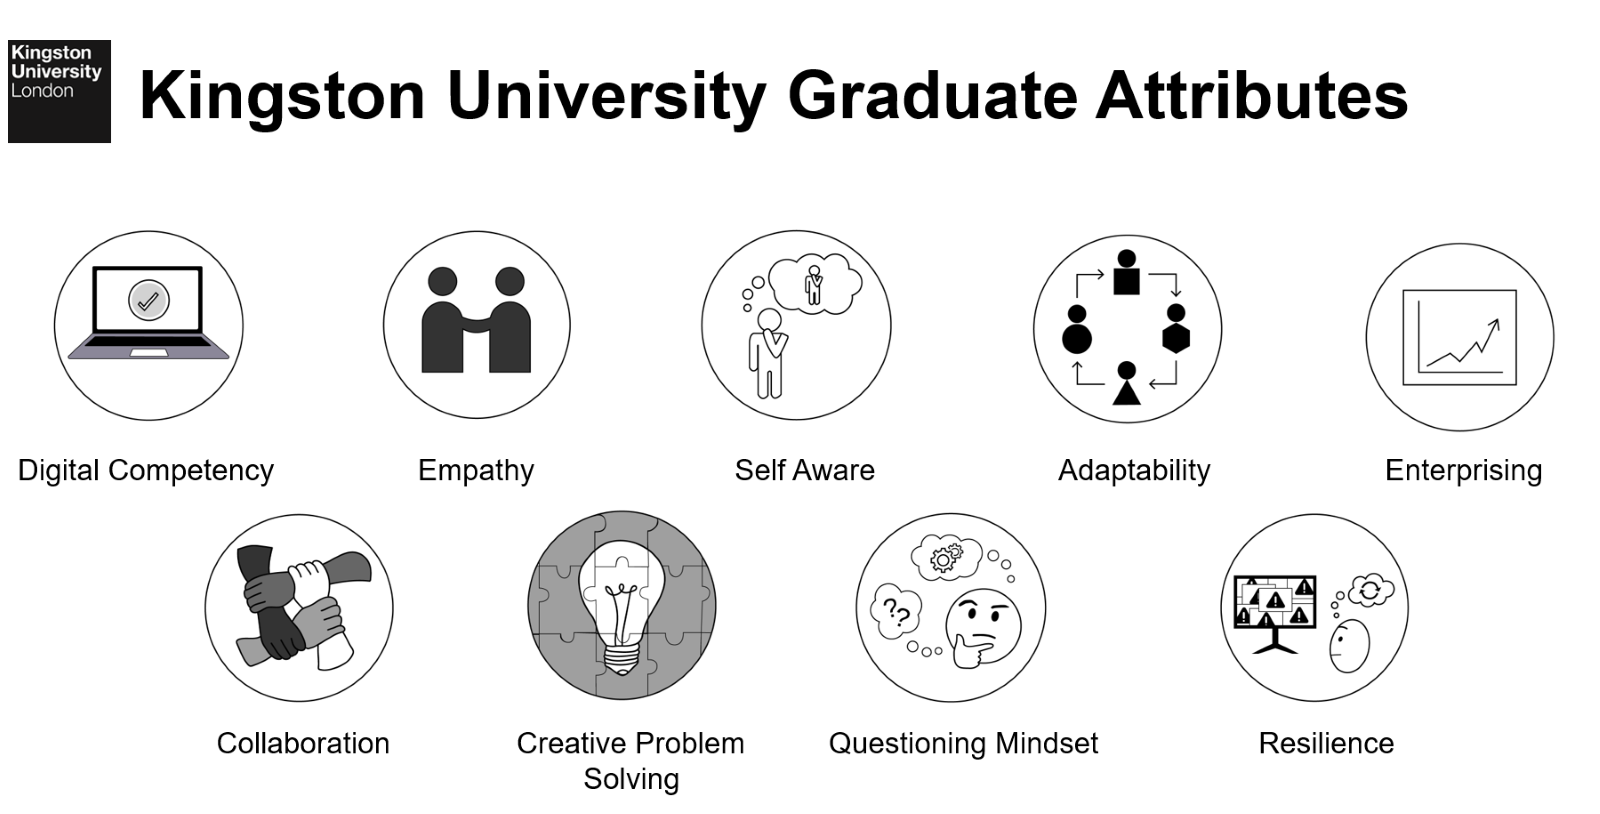 Kingston
University
London
Kingston University Graduate Attributes
Digital Competency
Empathy
Self Aware
Adaptability
Enterprising
??
Collaboration
Creative Problem
Solving
Questioning Mindset
Resilience